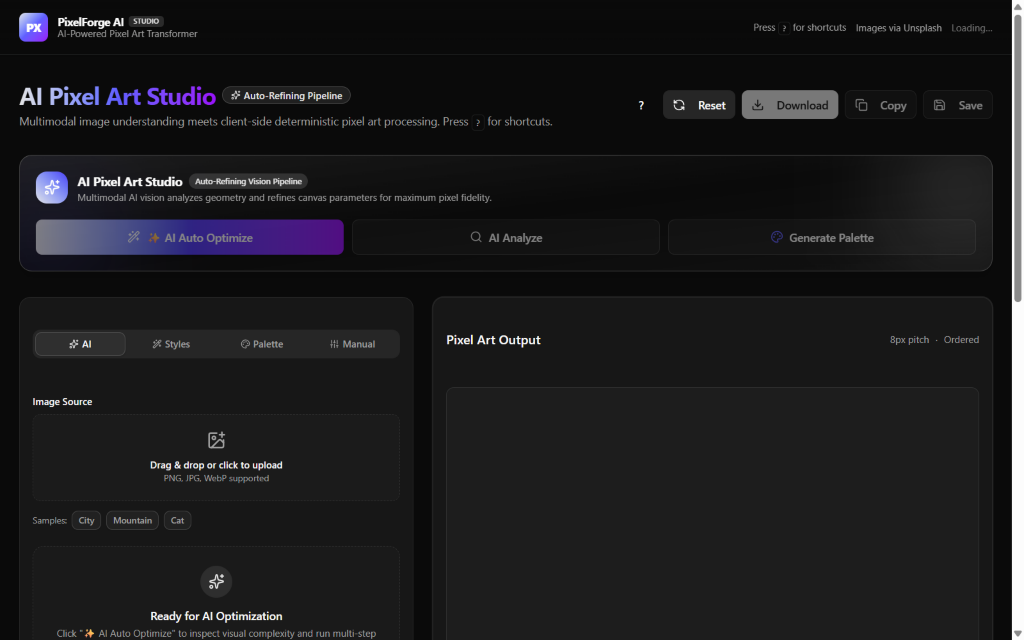 PX
PixelForge AI STUDIO
AI-Powered Pixel Art Transformer
Press ? for shortcuts Images via Unsplash Loading...
AI Pixel Art Studio Auto-Refining Pipeline
Multimodal image understanding meets client-side deterministic pixel art processing. Press ? for shortcuts.
? Reset Download Copy Save
AI Pixel Art Studio Auto-Refining Vision Pipeline
Multimodal AI vision analyzes geometry and refines canvas parameters for maximum pixel fidelity.
✨ AI Auto Optimize AI Analyze Generate Palette
AI Styles Palette Manual
Image Source
Drag & drop or click to upload
PNG, JPG, WebP supported
Samples: City Mountain Cat
Ready for AI Optimization
Click "✨ AI Auto Optimize" to inspect visual complexity and run multi-step
Pixel Art Output
8px pitch · Ordered